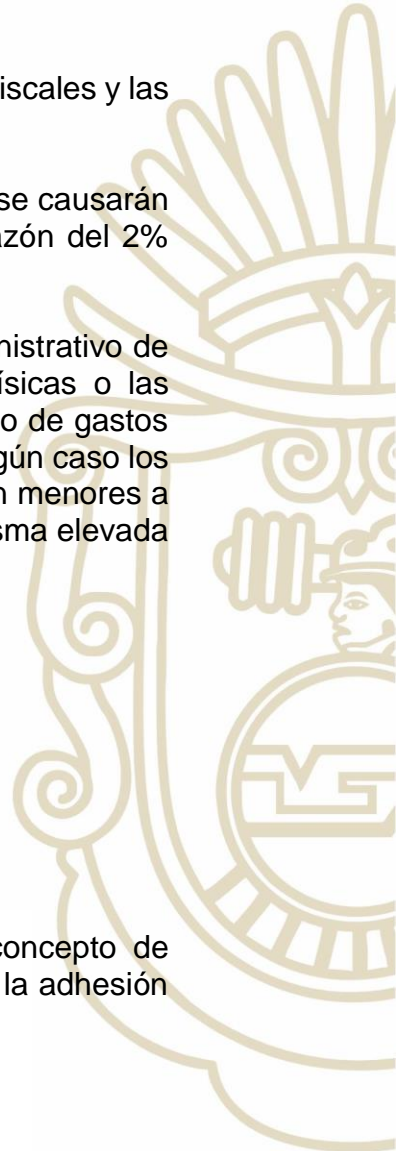 iscales y las
se causarán
azón del 2%
nistrativo de
ísicas o las
o de gastos
gún caso los
n menores a
sma elevada
concepto de
la adhesión